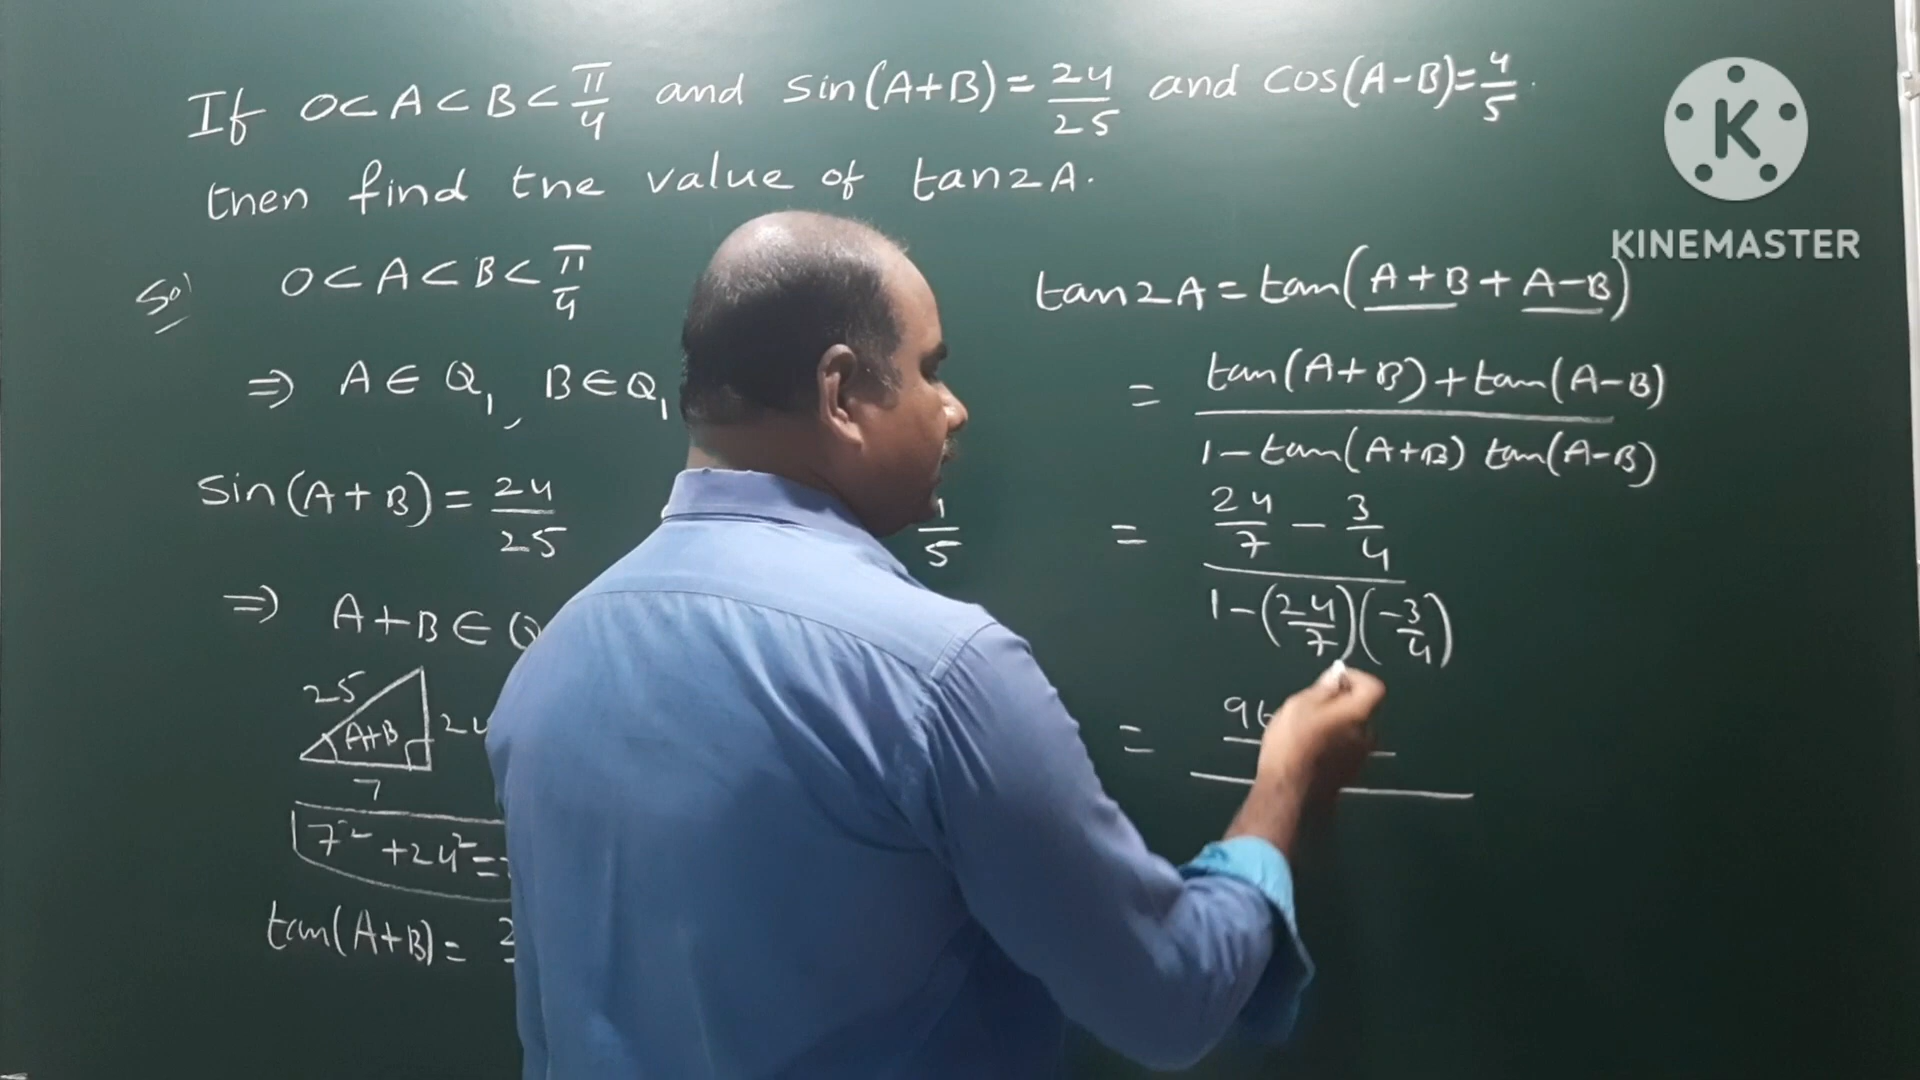 If 0<A<B<π/4 and sin(A+B)=24/25 and cos(A-B)=4/5.
then find the value of tan2A.
Sol
0<A<B<π/4
⇒ A∈Q₁, B∈Q₁
sin(A+B)=24/25
⇒ A+B∈Q
25
A+B
7
7²+24²=
tan(A+B)=
5
tan2A=tan(A+B+A-B)
= (tan(A+B)+tan(A-B))/(1-tan(A+B) tan(A-B))
= (24/7 - 3/4)/(1-(24/7)(-3/4))
=
K
KINEMASTER